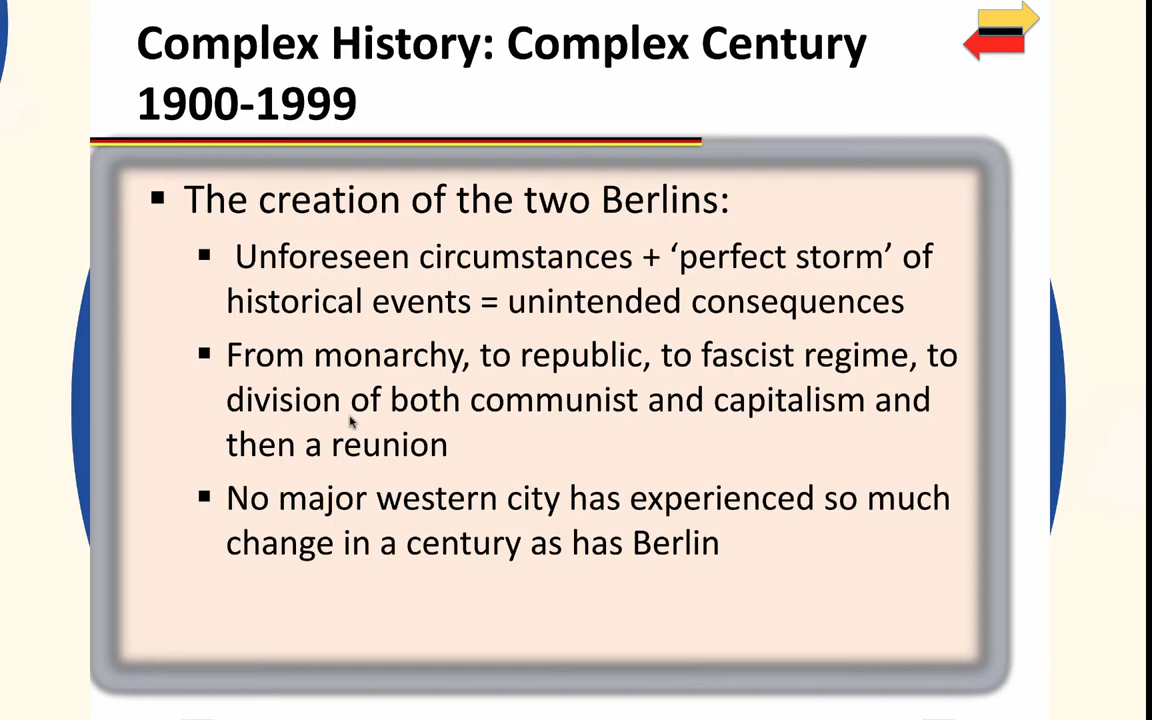 Complex History: Complex Century
1900-1999
▪ The creation of the two Berlins:
▪ Unforeseen circumstances + ‘perfect storm’ of
historical events = unintended consequences
▪ From monarchy, to republic, to fascist regime, to
division of both communist and capitalism and
then a reunion
▪ No major western city has experienced so much
change in a century as has Berlin